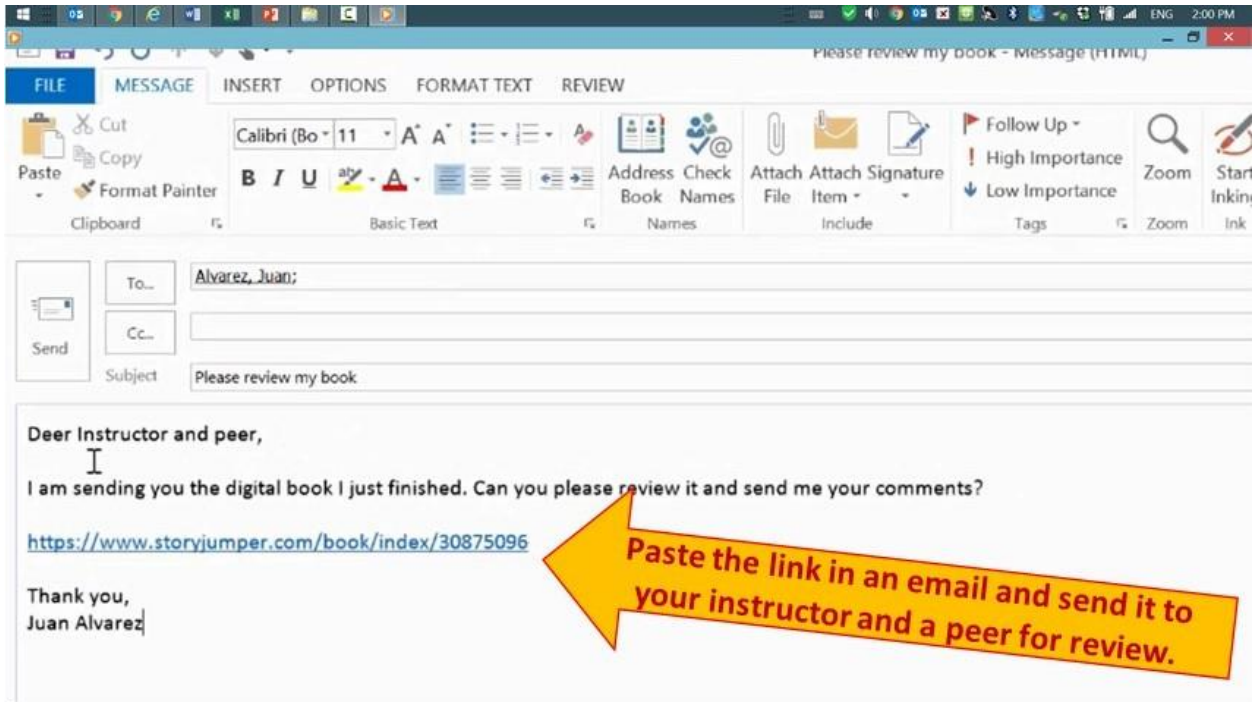 ENG 2:00 PM
Please review my book - Message (HTML)
FILE MESSAGE INSERT OPTIONS FORMAT TEXT REVIEW
Cut
Copy
Paste
Format Painter
Clipboard
Calibri (Bo 11
B I U
Basic Text
Address Book
Check Names
Names
Attach File
Attach Item
Signature
Include
Follow Up
High Importance
Low Importance
Tags
Zoom
Zoom
Start Inking
Ink
Send
To...
Alvarez, Juan;
Cc...
Subject
Please review my book
Deer Instructor and peer,
I am sending you the digital book I just finished. Can you please review it and send me your comments?
https://www.storyjumper.com/book/index/30875096
Thank you,
Juan Alvarez
Paste the link in an email and send it to
your instructor and a peer for review.